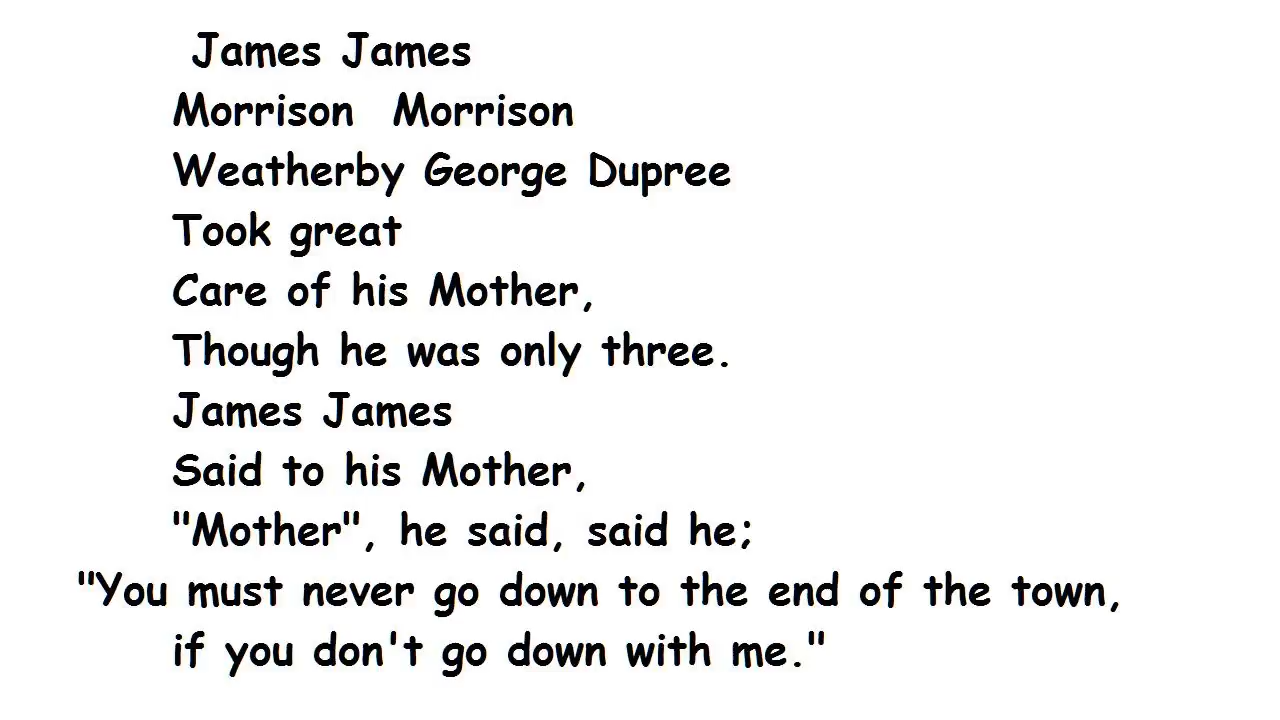 James James
Morrison Morrison
Weatherby George Dupree
Took great
Care of his Mother,
Though he was only three.
James James
Said to his Mother,
"Mother", he said, said he;
"You must never go down to the end of the town,
if you don't go down with me."